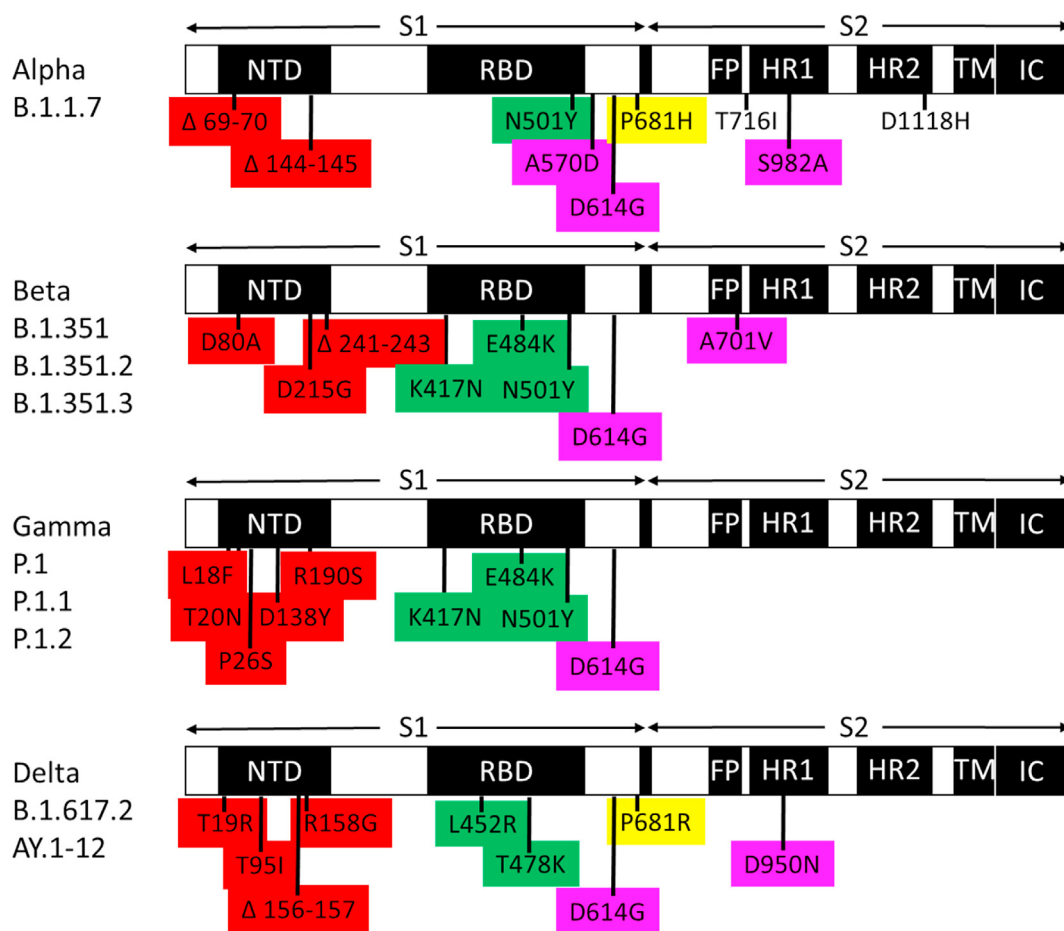 S1 S2
Alpha
B.1.1.7
NTD RBD FP HR1 HR2 TM IC
Δ 69-70 N501Y P681H T716I D1118H
Δ 144-145 A570D S982A
D614G
S1 S2
Beta
B.1.351
B.1.351.2
B.1.351.3
NTD RBD FP HR1 HR2 TM IC
D80A Δ 241-243 E484K A701V
D215G K417N N501Y
D614G
S1 S2
Gamma
P.1
P.1.1
P.1.2
NTD RBD FP HR1 HR2 TM IC
L18F R190S E484K
T20N D138Y K417N N501Y
P26S D614G
S1 S2
Delta
B.1.617.2
AY.1-12
NTD RBD FP HR1 HR2 TM IC
T19R R158G L452R P681R
T95I T478K D950N
Δ 156-157 D614G